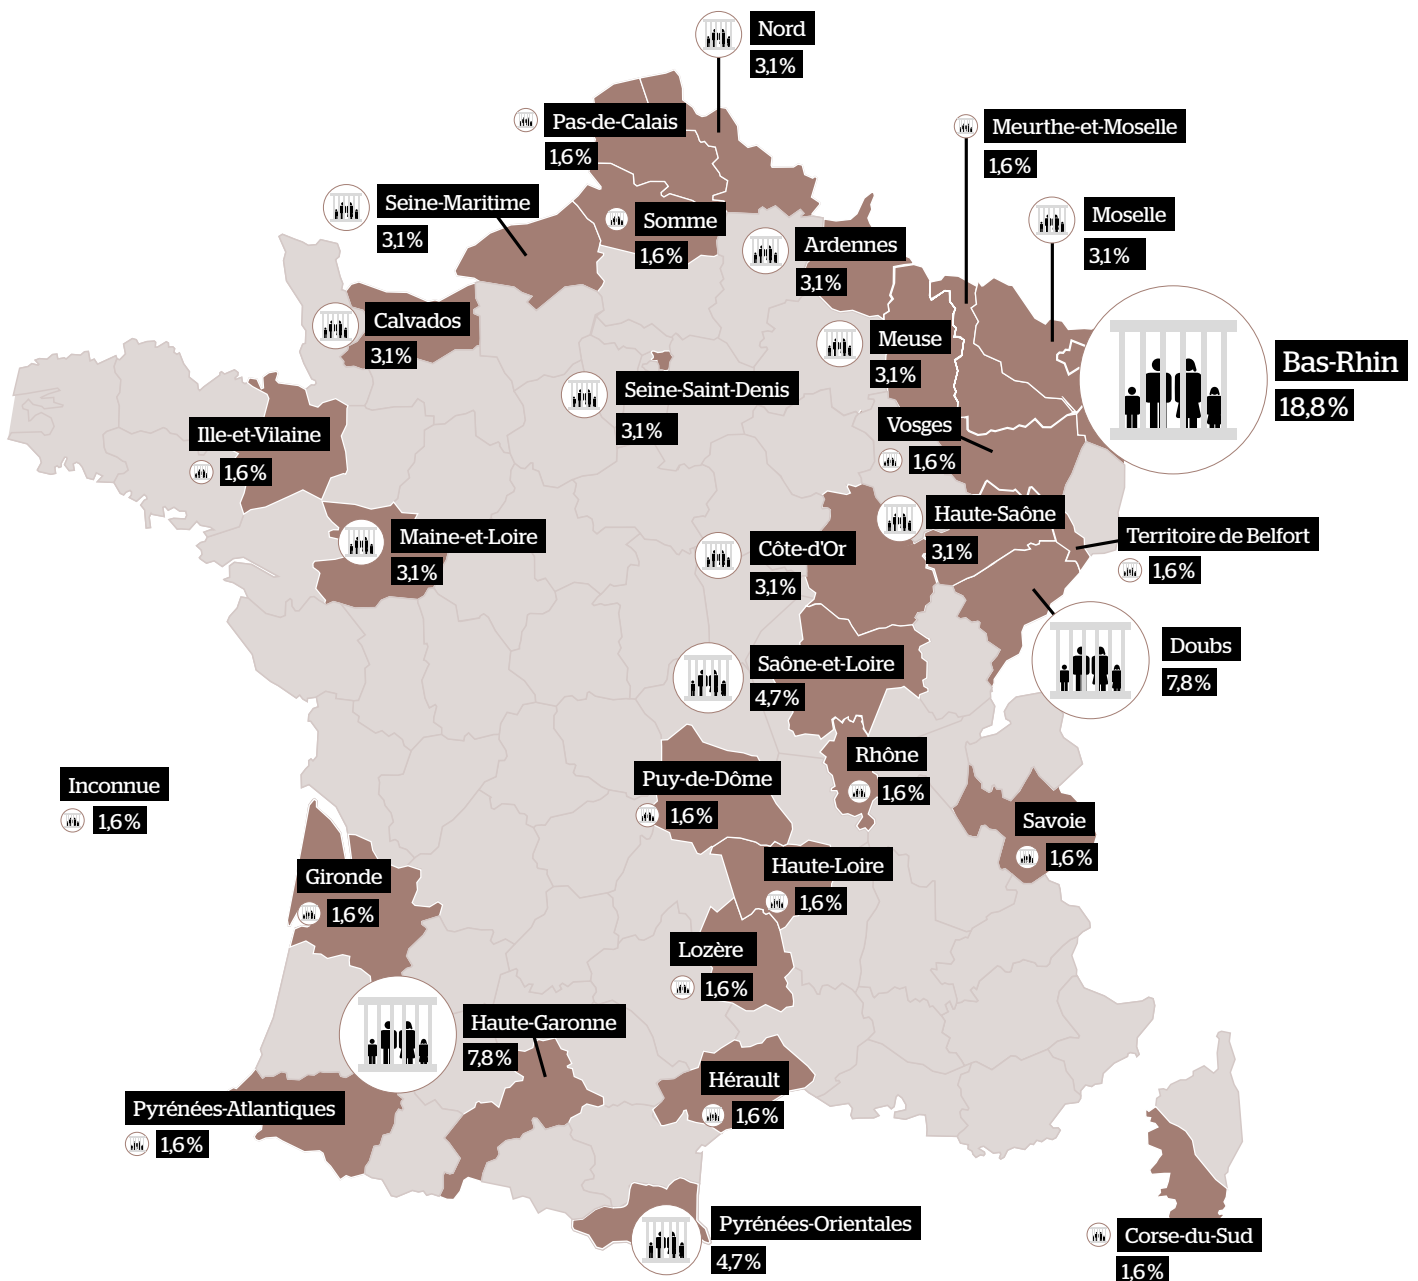 Nord
3,1%
Pas-de-Calais
1,6%
Meurthe-et-Moselle
1,6%
Seine-Maritime
3,1%
Somme
1,6%
Ardennes
3,1%
Moselle
3,1%
Calvados
3,1%
Meuse
3,1%
Bas-Rhin
18,8%
Seine-Saint-Denis
3,1%
Ille-et-Vilaine
1,6%
Vosges
1,6%
Maine-et-Loire
3,1%
Côte-d'Or
3,1%
Haute-Saône
3,1%
Territoire de Belfort
1,6%
Saône-et-Loire
4,7%
Doubs
7,8%
Inconnue
1,6%
Puy-de-Dôme
1,6%
Rhône
1,6%
Savoie
1,6%
Gironde
1,6%
Haute-Loire
1,6%
Lozère
1,6%
Haute-Garonne
7,8%
Hérault
1,6%
Pyrénées-Atlantiques
1,6%
Pyrénées-Orientales
4,7%
Corse-du-Sud
1,6%